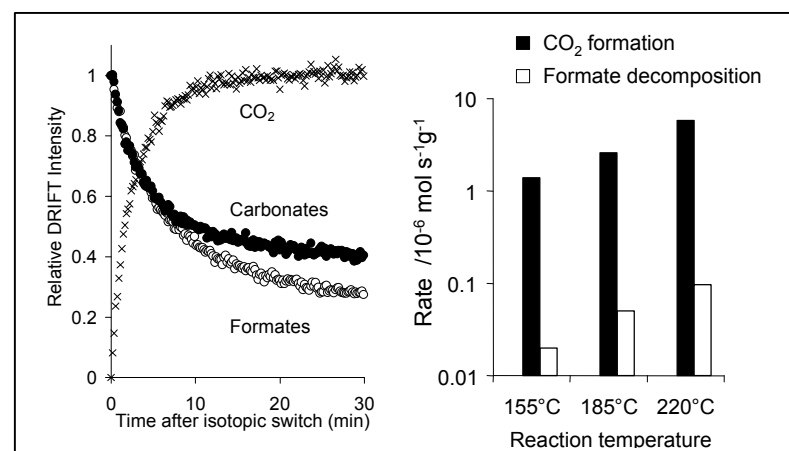 Relative DRIFT Intensity
1
0.8
0.6
0.4
0.2
0
CO₂
Carbonates
Formates
0 10 20 30
Time after isotopic switch (min)
CO₂ formation
Formate decomposition
Rate /10⁻⁶ mol s⁻¹g⁻¹
10
1
0.1
0.01
155°C 185°C 220°C
Reaction temperature